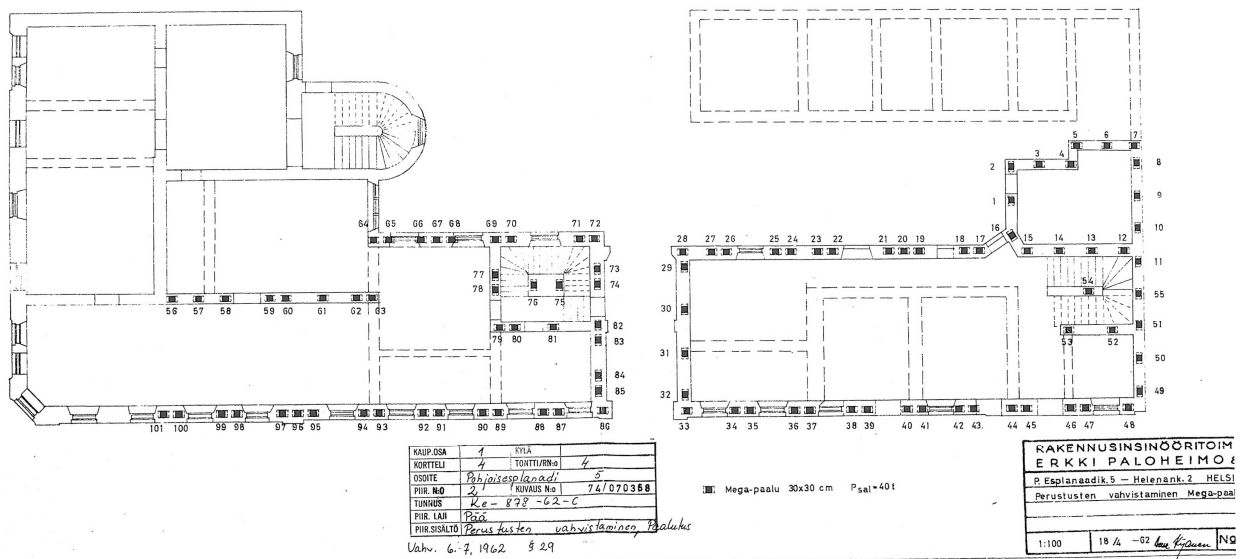 5 6 7
2 3 4 8
1 9
16 10
64 65 66 67 68 69 70 71 72
28 27 26 25 24 23 22 21 20 19 18 17 15 14 13 12
77 73
29 11
78 76 75 74
54 55
56 57 58 59 60 61 62 63
30
79 80 81 82
53 52 51
83
31 50
84
85
32 49
101 100 99 98 97 96 95 94 93 92 91 90 89 88 87 86
33 34 35 36 37 38 39 40 41 42 43 44 45 46 47 48
KAUP.OSA 1 KYLÄ
KORTTELI 4 TONTTI/RN:o 4
OSOITE Pohjoisesplanadi 5
PIIR. N:O 2 KUVAUS N:o 74/070358
TUNNUS Ke - 878 -62-C
PIIR. LAJI Pää
PIIR.SISÄLTÖ Perustusten vahvistaminen, Paalutus
Vahv. 6.7.1962 § 29
Mega-paalu 30x30 cm Psal=40t
RAKENNUSINSINÖÖRITOIM
ERKKI PALOHEIMO &
P. Esplanaadik.5 — Helenank.2 HELSI
Perustusten vahvistaminen Mega-paal
1:100 18/4 -62 No